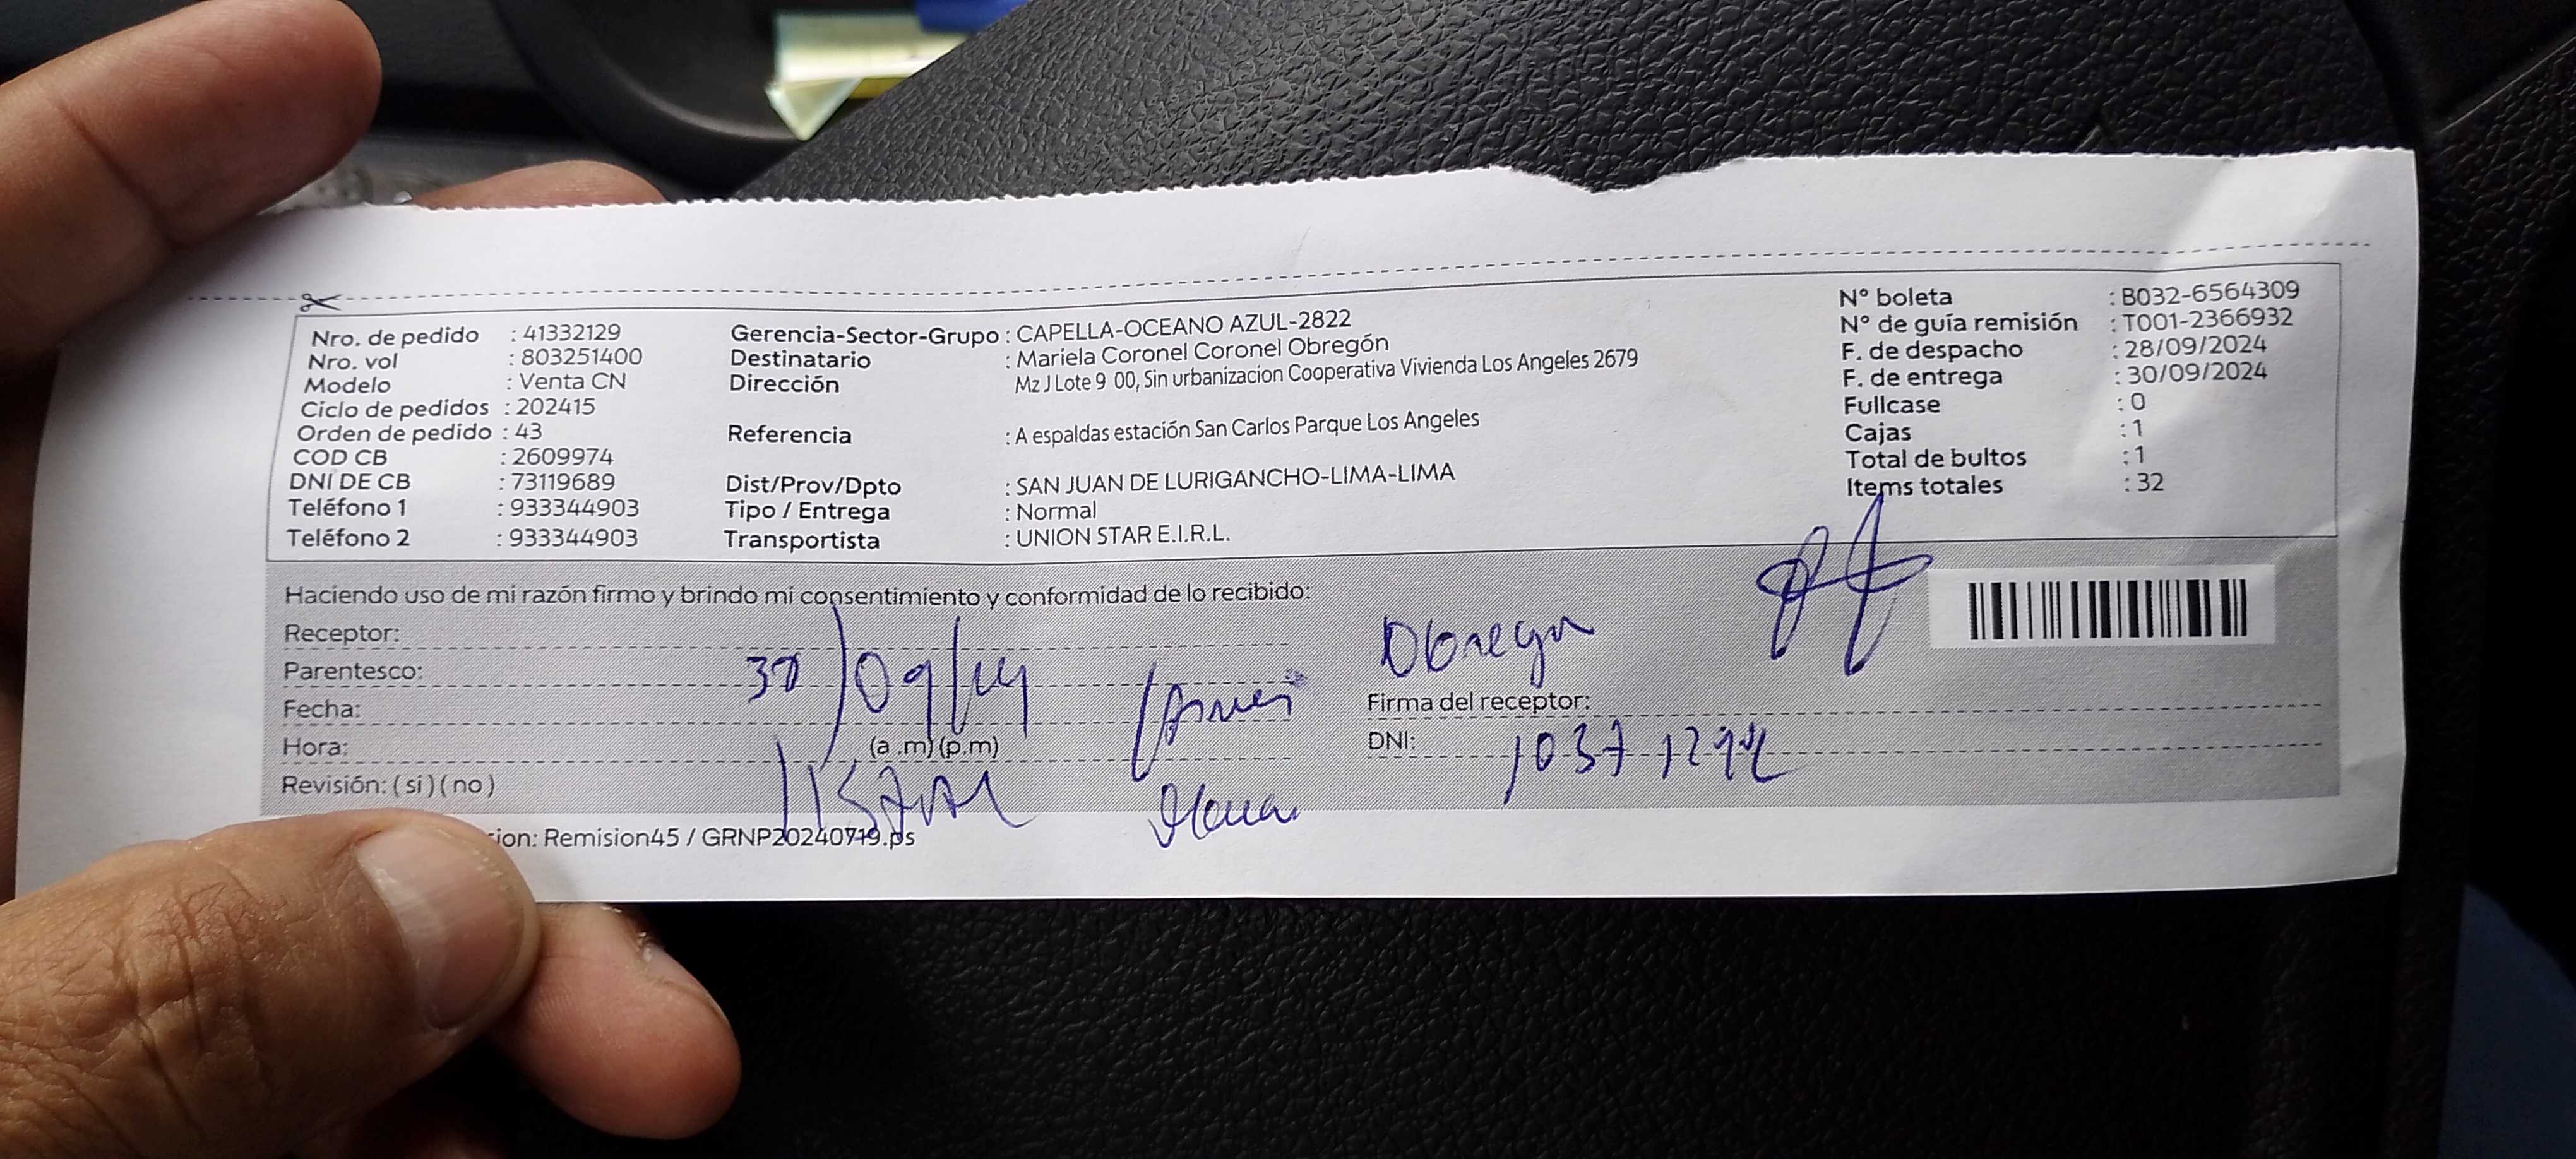 Nro. de pedido : 41332129
Nro. vol : 803251400
Modelo : Venta CN
Ciclo de pedidos : 202415
Orden de pedido : 43
COD CB : 2609974
DNI DE CB : 73119689
Teléfono 1 : 933344903
Teléfono 2 : 933344903
Gerencia-Sector-Grupo : CAPELLA-OCEANO AZUL-2822
Destinatario : Mariela Coronel Coronel Obregón
Dirección Mz J Lote 9 00, Sin urbanizacion Cooperativa Vivienda Los Angeles 2679
Referencia : A espaldas estación San Carlos Parque Los Angeles
Dist/Prov/Dpto : SAN JUAN DE LURIGANCHO-LIMA-LIMA
Tipo / Entrega : Normal
Transportista : UNION STAR E.I.R.L.
N° boleta : B032-6564309
N° de guía remisión : T001-2366932
F. de despacho : 28/09/2024
F. de entrega : 30/09/2024
Fullcase : 0
Cajas : 1
Total de bultos : 1
Items totales : 32
Haciendo uso de mi razón firmo y brindo mi consentimiento y conformidad de lo recibido:
Receptor:
Parentesco:
30/09/24
Fecha:
Hora: (a .m) (p.m)
Revisión: ( si ) ( no )
Obregon
Firma del receptor:
DNI:
ion: Remision45 / GRNP20240719.ps